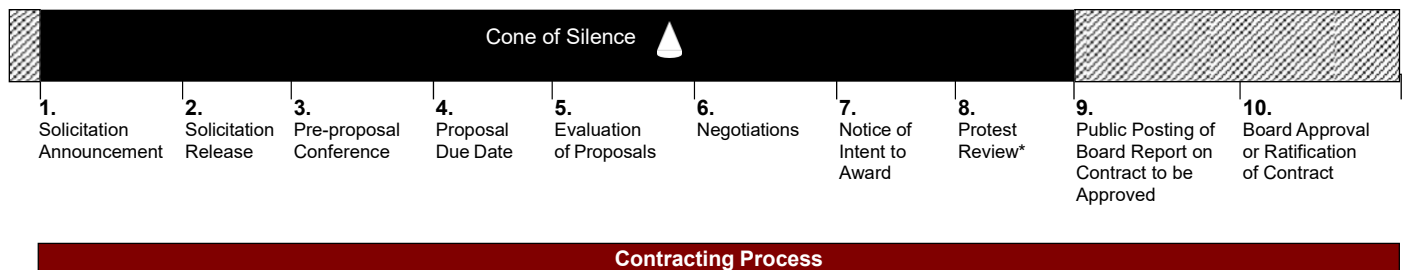 Cone of Silence
1.
Solicitation
Announcement
2.
Solicitation
Release
3.
Pre-proposal
Conference
4.
Proposal
Due Date
5.
Evaluation
of Proposals
6.
Negotiations
7.
Notice of
Intent to
Award
8.
Protest
Review*
9.
Public Posting of
Board Report on
Contract to be
Approved
10.
Board Approval
or Ratification
of Contract
Contracting Process